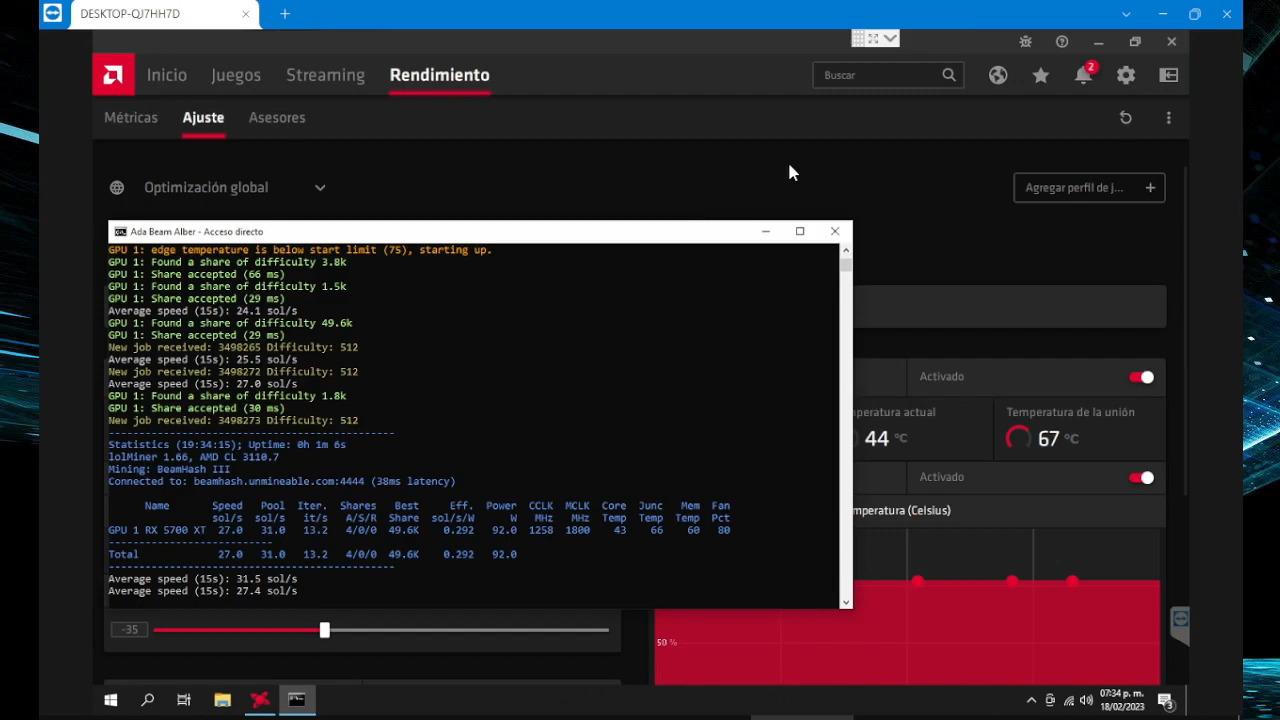 DESKTOP-QJ7HH7D
Inicio Juegos Streaming Rendimiento
Buscar
2
Métricas Ajuste Asesores
Optimización global
Agregar perfil de j...
Ada Beam Alber - Acceso directo
GPU 1: edge temperature is below start limit (75), starting up.
GPU 1: Found a share of difficulty 3.8k
GPU 1: Share accepted (66 ms)
GPU 1: Found a share of difficulty 1.5k
GPU 1: Share accepted (29 ms)
Average speed (15s): 24.1 sol/s
GPU 1: Found a share of difficulty 49.6k
GPU 1: Share accepted (29 ms)
New job received: 3498265 Difficulty: 512
Average speed (15s): 25.5 sol/s
New job received: 3498272 Difficulty: 512
Average speed (15s): 27.0 sol/s
GPU 1: Found a share of difficulty 1.8k
GPU 1: Share accepted (30 ms)
New job received: 3498273 Difficulty: 512
Statistics (19:34:15); Uptime: 0h 1m 6s
lolMiner 1.66, AMD CL 3110.7
Mining: BeamHash III
Connected to: beamhash.unmineable.com:4444 (38ms latency)
Name Speed Pool Iter. Shares Best Eff. Power CCLK MCLK Core Junc Mem Fan
sol/s sol/s it/s A/S/R Share sol/s/W W MHz MHz Temp Temp Temp Pct
GPU 1 RX 5700 XT 27.0 31.0 13.2 4/0/0 49.6K 0.292 92.0 1258 1800 43 66 60 80
Total 27.0 31.0 13.2 4/0/0 49.6K 0.292 92.0
Average speed (15s): 31.5 sol/s
Average speed (15s): 27.4 sol/s
Activado
peratura actual
44 °C
Temperatura de la unión
67 °C
Activado
emperatura (Celsius)
50 %
-35
07:34 p. m.
18/02/2023
3